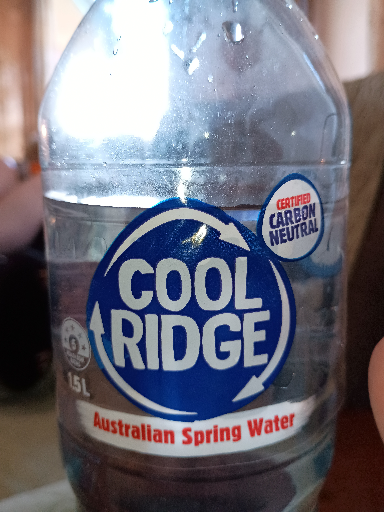 CERTIFIED
CARBON
NEUTRAL
COOL
RIDGE
1.5L
Australian Spring Water